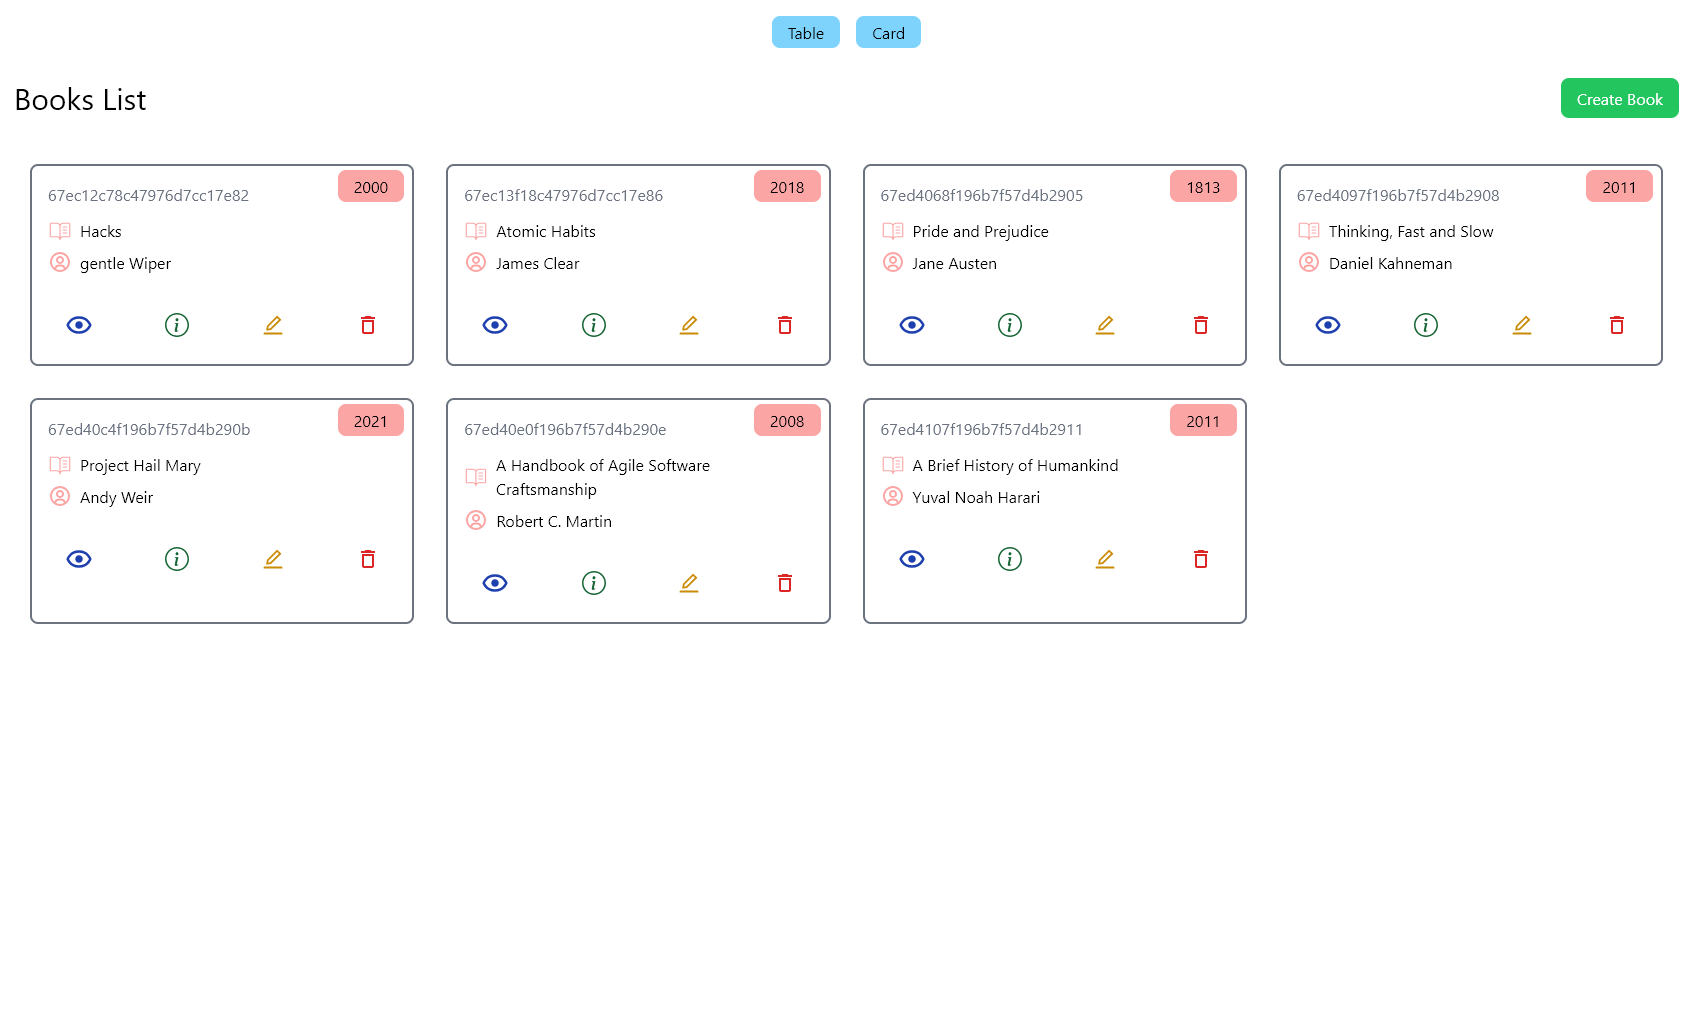 Table
Card
Books List
Create Book
67ec12c78c47976d7cc17e82
2000
Hacks
gentle Wiper
67ec13f18c47976d7cc17e86
2018
Atomic Habits
James Clear
67ed4068f196b7f57d4b2905
1813
Pride and Prejudice
Jane Austen
67ed4097f196b7f57d4b2908
2011
Thinking, Fast and Slow
Daniel Kahneman
67ed40c4f196b7f57d4b290b
2021
Project Hail Mary
Andy Weir
67ed40e0f196b7f57d4b290e
2008
A Handbook of Agile Software
Craftsmanship
Robert C. Martin
67ed4107f196b7f57d4b2911
2011
A Brief History of Humankind
Yuval Noah Harari